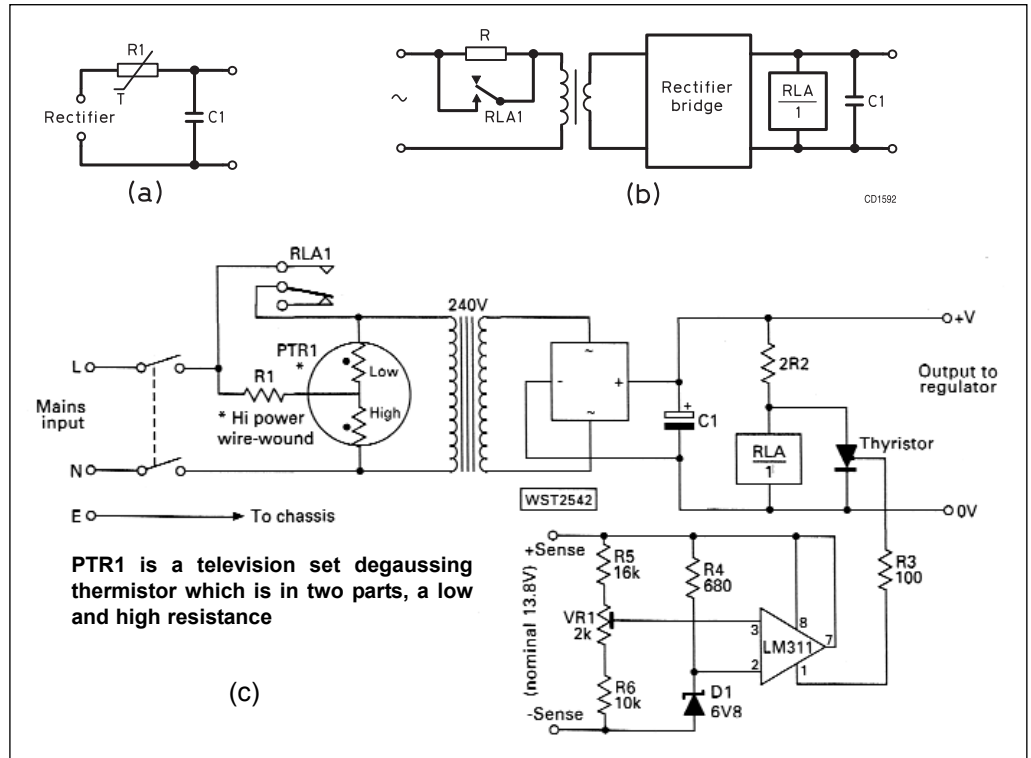 R1
T
Rectifier
C1
(a)
R
~
RLA1
Rectifier
bridge
RLA
1
C1
(b)
CD1592
RLA1
240V
PTR1
*
Low
L
R1
High
Mains
input
* Hi power
wire-wound
N
E
To chassis
~
-
+
~
+
C1
WST2542
2R2
RLA
1
Thyristor
+V
Output to
regulator
0V
R3
100
PTR1 is a television set degaussing
thermistor which is in two parts, a low
and high resistance
(c)
+Sense
(nominal 13.8V)
-Sense
R5
16k
VR1
2k
R6
10k
R4
680
D1
6V8
3
2
LM311
8
7
1